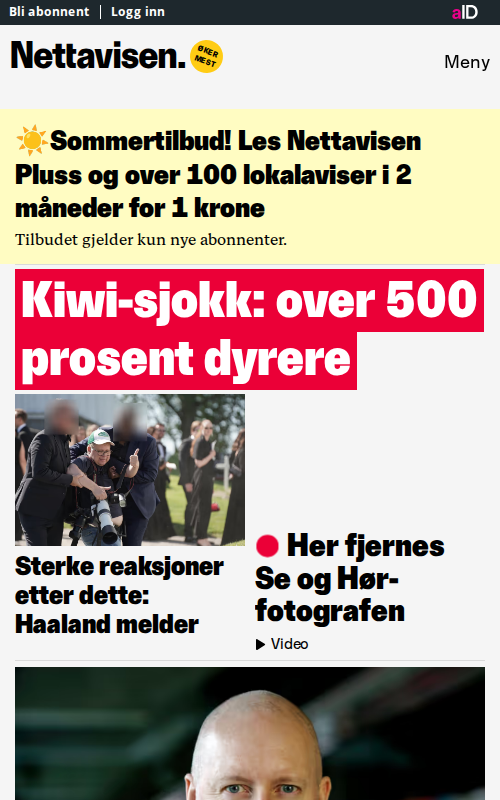 Bli abonnent | Logg inn
aID
Nettavisen.
ØKER
MEST
Meny
☀️Sommertilbud! Les Nettavisen
Pluss og over 100 lokalaviser i 2
måneder for 1 krone
Tilbudet gjelder kun nye abonnenter.
Kiwi-sjokk: over 500
prosent dyrere
Sterke reaksjoner
etter dette:
Haaland melder
Her fjernes
Se og Hør-
fotografen
Video